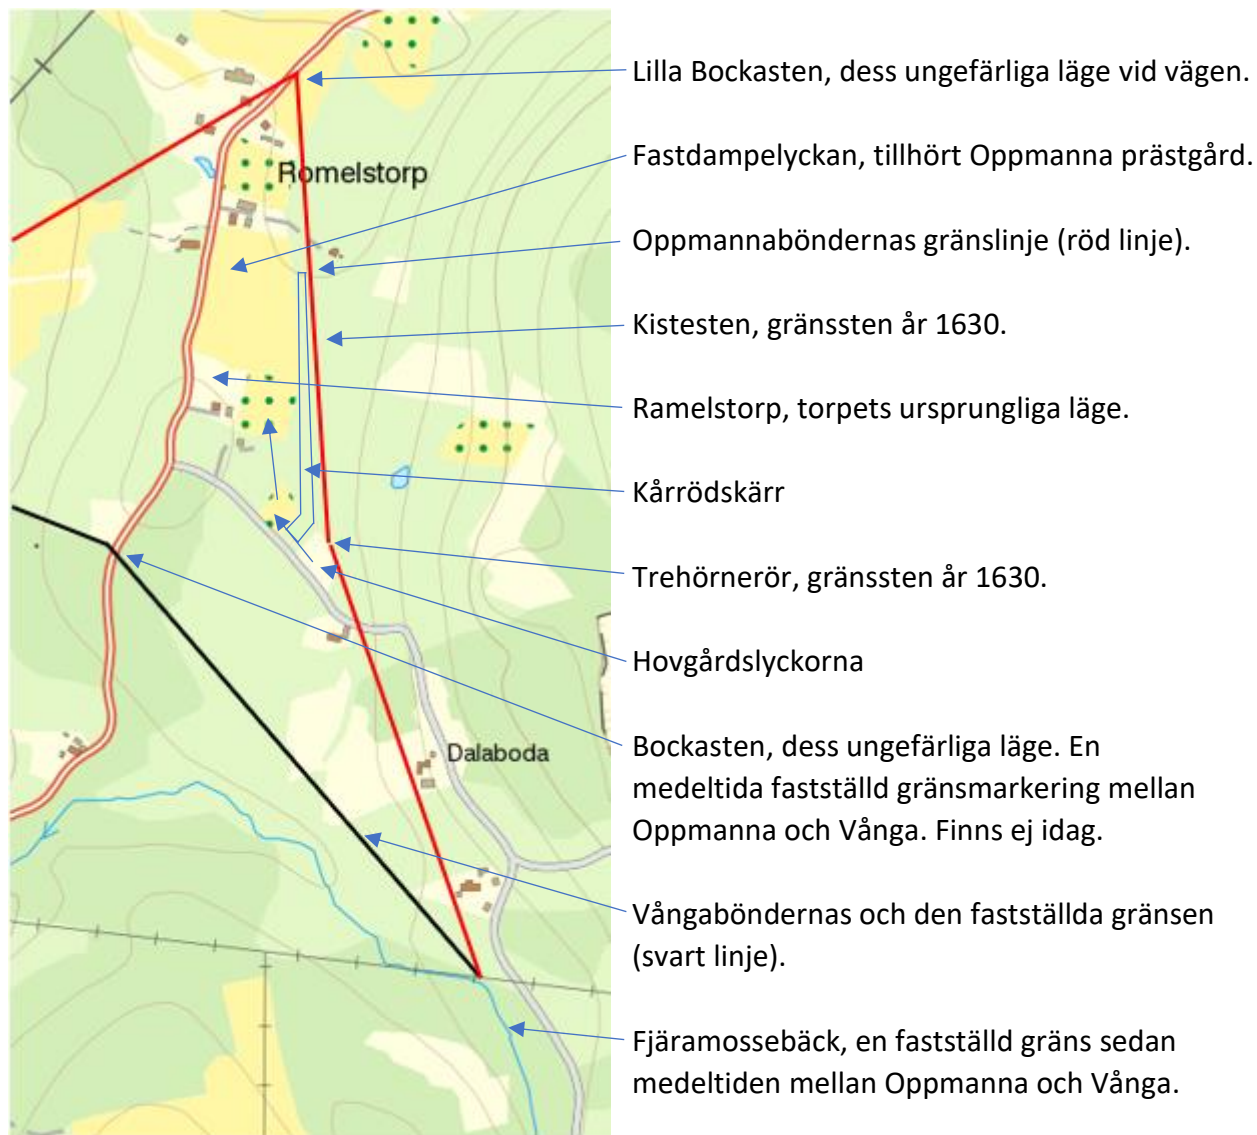 Lilla Bockasten, dess ungefärliga läge vid vägen.
Fastdampelyckan, tillhört Oppmanna prästgård.
Romelstorp
Oppmannaböndernas gränslinje (röd linje).
Kistesten, gränssten år 1630.
Ramelstorp, torpets ursprungliga läge.
Kårrödskärr
Trehörnerör, gränssten år 1630.
Hovgårdslyckorna
Dalaboda
Bockasten, dess ungefärliga läge. En
medeltida fastställd gränsmarkering mellan
Oppmanna och Vånga. Finns ej idag.
Vångaböndernas och den fastställda gränsen
(svart linje).
Fjäramossebäck, en fastställd gräns sedan
medeltiden mellan Oppmanna och Vånga.